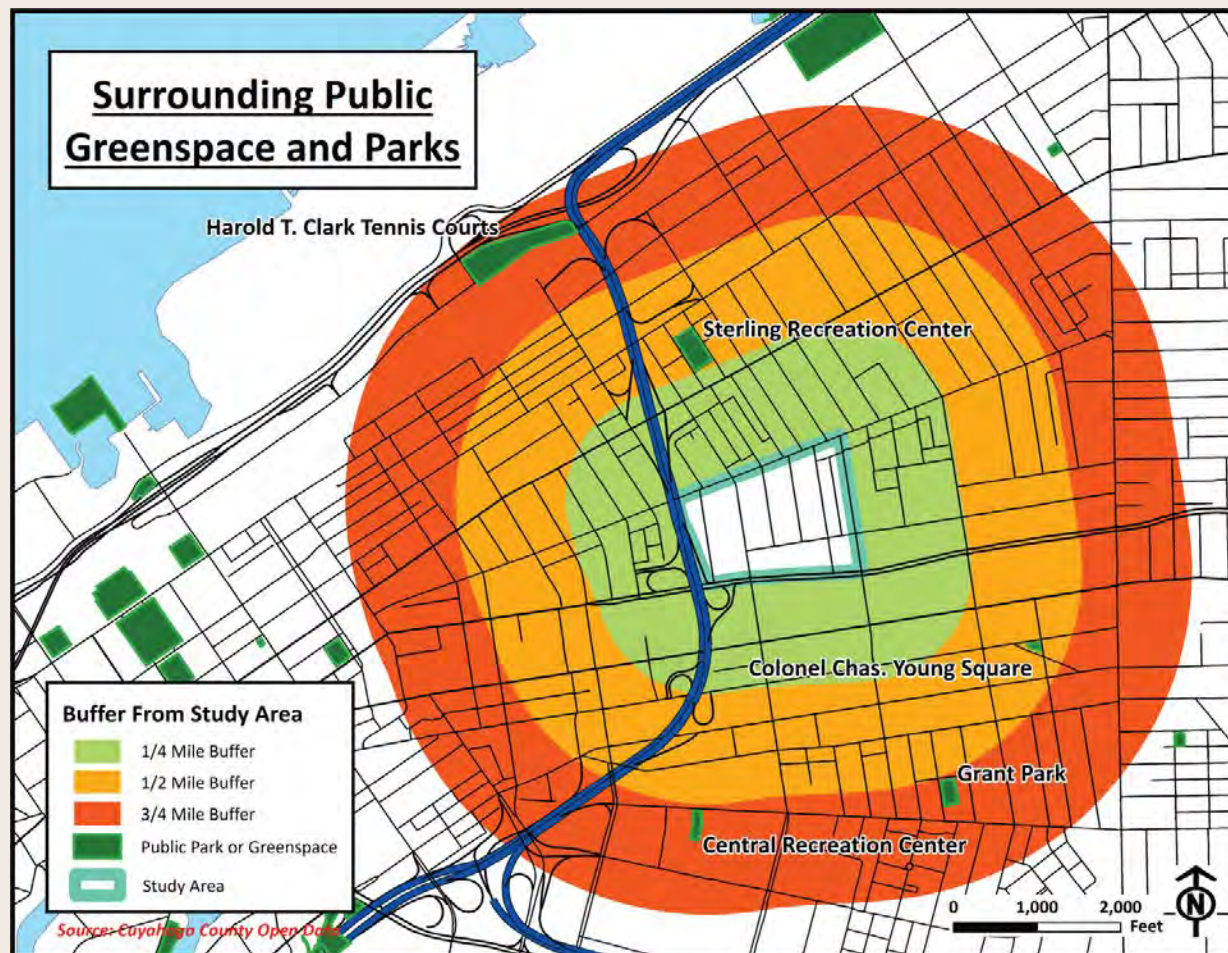 Surrounding Public
Greenspace and Parks
Harold T. Clark Tennis Courts
Sterling Recreation Center
Colonel Chas. Young Square
Grant Park
Central Recreation Center
Buffer From Study Area
1/4 Mile Buffer
1/2 Mile Buffer
3/4 Mile Buffer
Public Park or Greenspace
Study Area
Source: Cuyahoga County Open Data
0 1,000 2,000
Feet
N